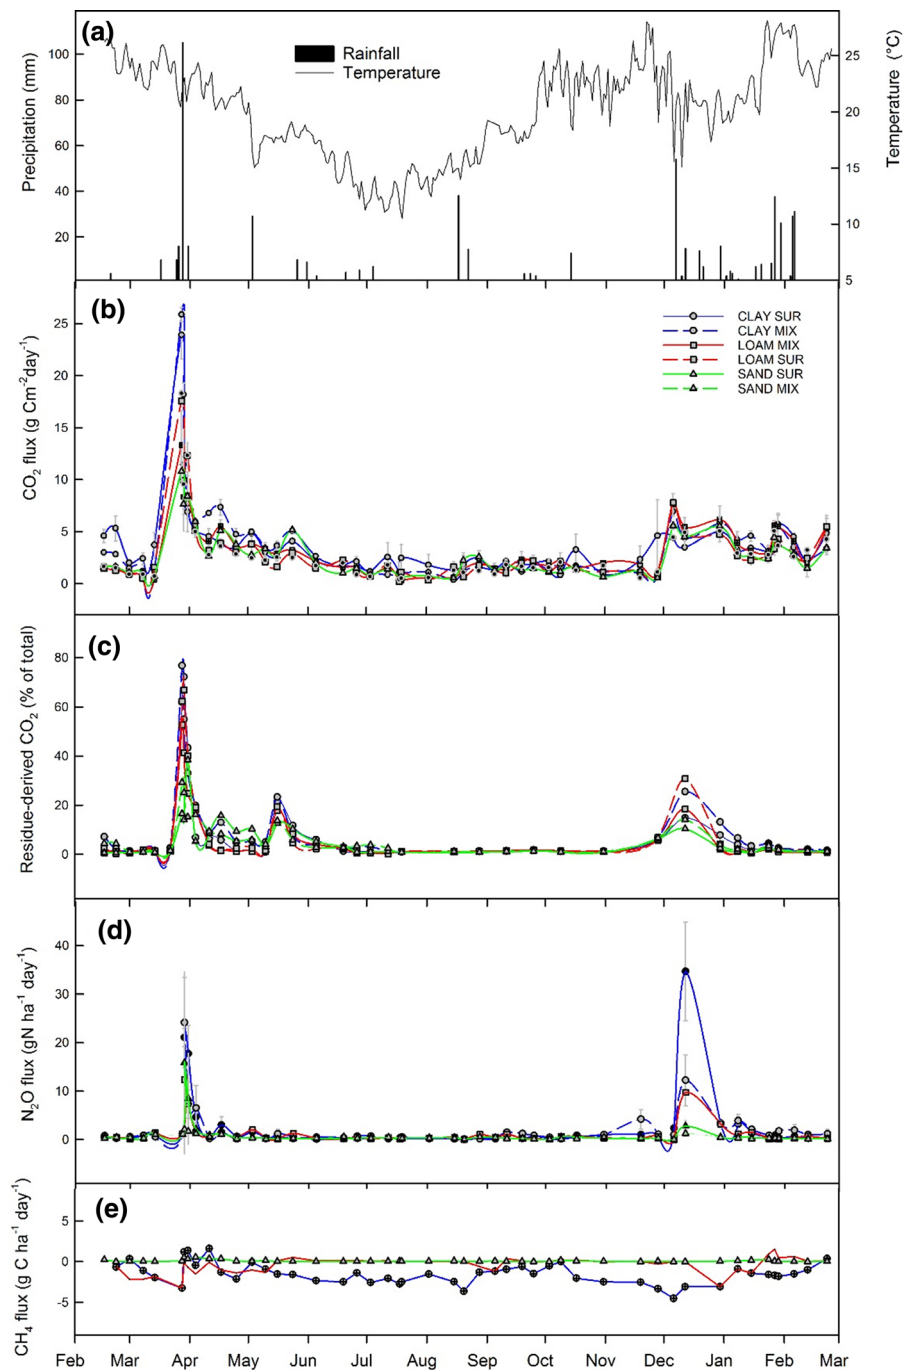 (a)
Rainfall
Temperature
Precipitation (mm)
100
80
60
40
20
Temperature (°C)
25
20
15
10
5
(b)
CLAY SUR
CLAY MIX
LOAM MIX
LOAM SUR
SAND SUR
SAND MIX
CO2 flux (g Cm-2day-1)
25
20
15
10
5
0
(c)
Residue-derived CO2 (% of total)
80
60
40
20
0
(d)
N2O flux (gN ha-1 day-1)
40
30
20
10
0
(e)
CH4 flux (g C ha-1 day-1)
5
0
-5
Feb Mar Apr May Jun Jul Aug Sep Oct Nov Dec Jan Feb Mar